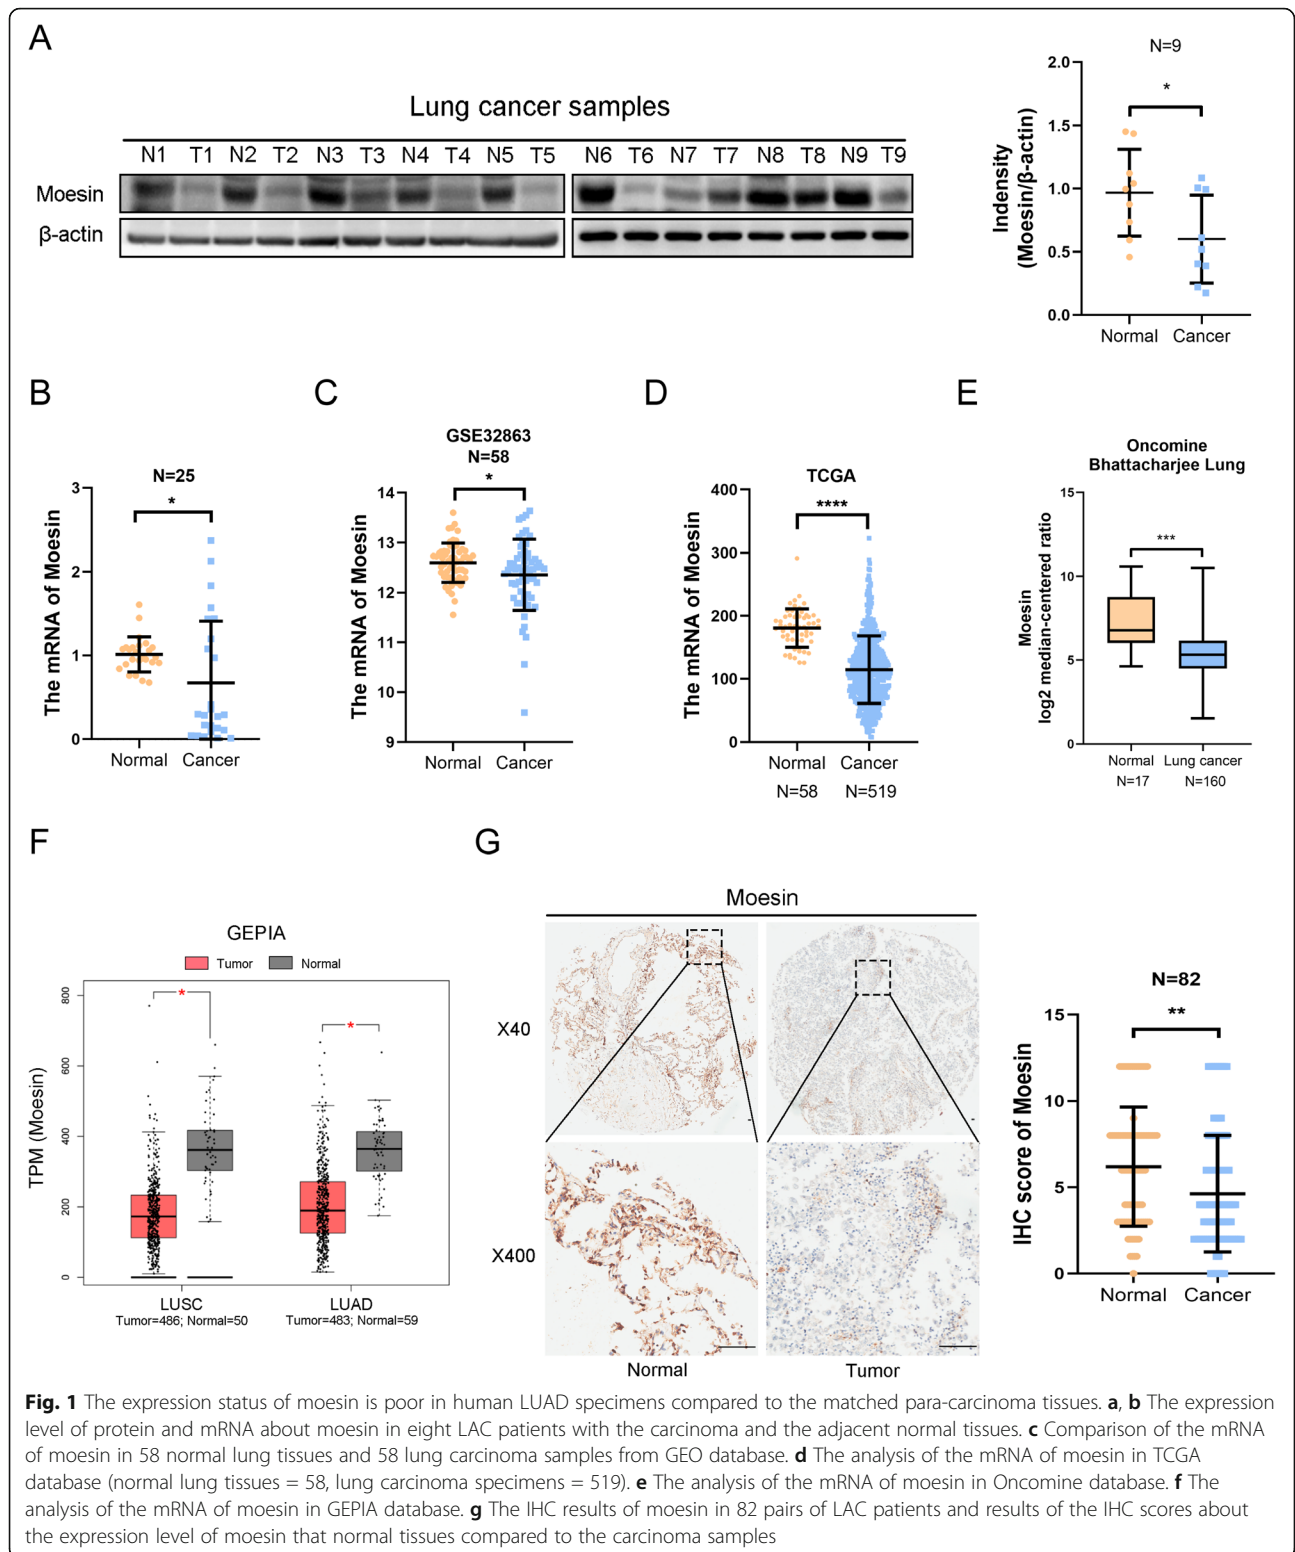 A
Lung cancer samples
N1 T1 N2 T2 N3 T3 N4 T4 N5 T5 N6 T6 N7 T7 N8 T8 N9 T9
Moesin
β-actin
N=9
*
Indensity
(Moesin/β-actin)
2.0
1.5
1.0
0.5
0.0
Normal Cancer
B
N=25
*
The mRNA of Moesin
3
2
1
0
Normal Cancer
C
GSE32863
N=58
*
The mRNA of Moesin
14
13
12
11
10
9
Normal Cancer
D
TCGA
****
The mRNA of Moesin
400
300
200
100
0
Normal Cancer
N=58 N=519
E
Oncomine
Bhattacharjee Lung
***
Moesin
log2 median-centered ratio
15
10
5
0
Normal Lung cancer
N=17 N=160
F
GEPIA
Tumor Normal
* *
TPM (Moesin)
800
600
400
200
0
LUSC LUAD
Tumor=486; Normal=50 Tumor=483; Normal=59
G
Moesin
X40
X400
Normal Tumor
N=82
**
IHC score of Moesin
15
10
5
0
Normal Cancer
Fig. 1 The expression status of moesin is poor in human LUAD specimens compared to the matched para-carcinoma tissues. a, b The expression
level of protein and mRNA about moesin in eight LAC patients with the carcinoma and the adjacent normal tissues. c Comparison of the mRNA
of moesin in 58 normal lung tissues and 58 lung carcinoma samples from GEO database. d The analysis of the mRNA of moesin in TCGA
database (normal lung tissues = 58, lung carcinoma specimens = 519). e The analysis of the mRNA of moesin in Oncomine database. f The
analysis of the mRNA of moesin in GEPIA database. g The IHC results of moesin in 82 pairs of LAC patients and results of the IHC scores about
the expression level of moesin that normal tissues compared to the carcinoma samples